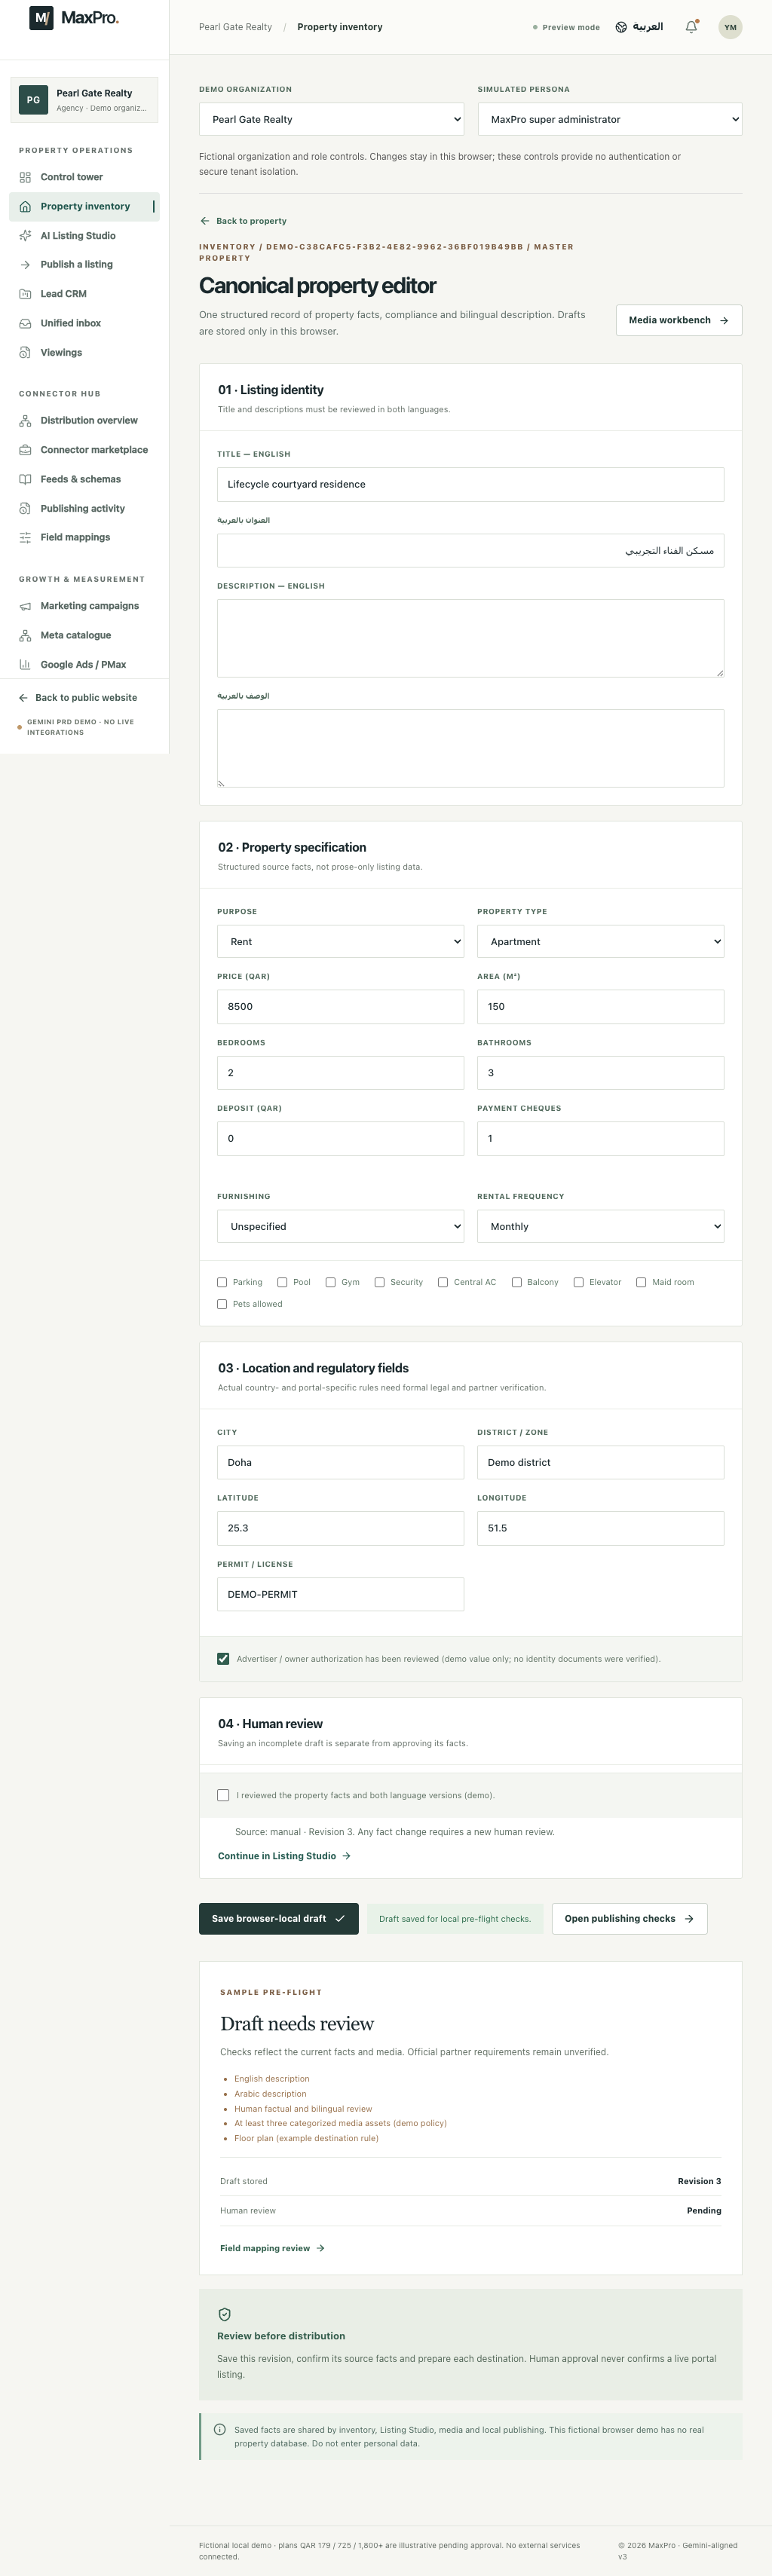 M/ MaxPro.
PG
Pearl Gate Realty
Agency · Demo organiz...
PROPERTY OPERATIONS
Control tower
Property inventory
AI Listing Studio
Publish a listing
Lead CRM
Unified inbox
Viewings
CONNECTOR HUB
Distribution overview
Connector marketplace
Feeds & schemas
Publishing activity
Field mappings
GROWTH & MEASUREMENT
Marketing campaigns
Meta catalogue
Google Ads / PMax
Back to public website
GEMINI PRD DEMO · NO LIVE
INTEGRATIONS
Pearl Gate Realty / Property inventory
Preview mode
العربية
YM
DEMO ORGANIZATION
Pearl Gate Realty
SIMULATED PERSONA
MaxPro super administrator
Fictional organization and role controls. Changes stay in this browser; these controls provide no authentication or
secure tenant isolation.
Back to property
INVENTORY / DEMO-C38CAFC5-F3B2-4E82-9962-36BF019B49BB / MASTER
PROPERTY
Canonical property editor
One structured record of property facts, compliance and bilingual description. Drafts
are stored only in this browser.
Media workbench
01 · Listing identity
Title and descriptions must be reviewed in both languages.
TITLE — ENGLISH
Lifecycle courtyard residence
العنوان بالعربية
مسكن الفناء التجريبي
DESCRIPTION — ENGLISH
الوصف بالعربية
02 · Property specification
Structured source facts, not prose-only listing data.
PURPOSE
Rent
PROPERTY TYPE
Apartment
PRICE (QAR)
8500
AREA (M²)
150
BEDROOMS
2
BATHROOMS
3
DEPOSIT (QAR)
0
PAYMENT CHEQUES
1
FURNISHING
Unspecified
RENTAL FREQUENCY
Monthly
Parking Pool Gym Security Central AC Balcony Elevator Maid room
Pets allowed
03 · Location and regulatory fields
Actual country- and portal-specific rules need formal legal and partner verification.
CITY
Doha
DISTRICT / ZONE
Demo district
LATITUDE
25.3
LONGITUDE
51.5
PERMIT / LICENSE
DEMO-PERMIT
Advertiser / owner authorization has been reviewed (demo value only; no identity documents were verified).
04 · Human review
Saving an incomplete draft is separate from approving its facts.
I reviewed the property facts and both language versions (demo).
Source: manual · Revision 3. Any fact change requires a new human review.
Continue in Listing Studio
Save browser-local draft
Draft saved for local pre-flight checks.
Open publishing checks
SAMPLE PRE-FLIGHT
Draft needs review
Checks reflect the current facts and media. Official partner requirements remain unverified.
English description
Arabic description
Human factual and bilingual review
At least three categorized media assets (demo policy)
Floor plan (example destination rule)
Draft stored Revision 3
Human review Pending
Field mapping review
Review before distribution
Save this revision, confirm its source facts and prepare each destination. Human approval never confirms a live portal
listing.
Saved facts are shared by inventory, Listing Studio, media and local publishing. This fictional browser demo has no real
property database. Do not enter personal data.
Fictional local demo · plans QAR 179 / 725 / 1,800+ are illustrative pending approval. No external services
connected.
© 2026 MaxPro · Gemini-aligned
v3